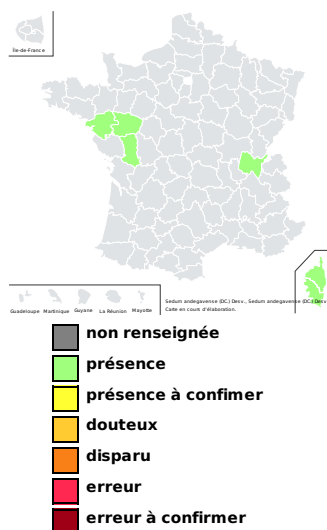 Île-de-France
Guadeloupe Martinique Guyane La Réunion Mayotte
Sedum andegavense (DC.) Desv., Sedum andegavense (DC.) Desv
Carte en cours d'élaboration.
non renseignée
présence
présence à confimer
douteux
disparu
erreur
erreur à confirmer